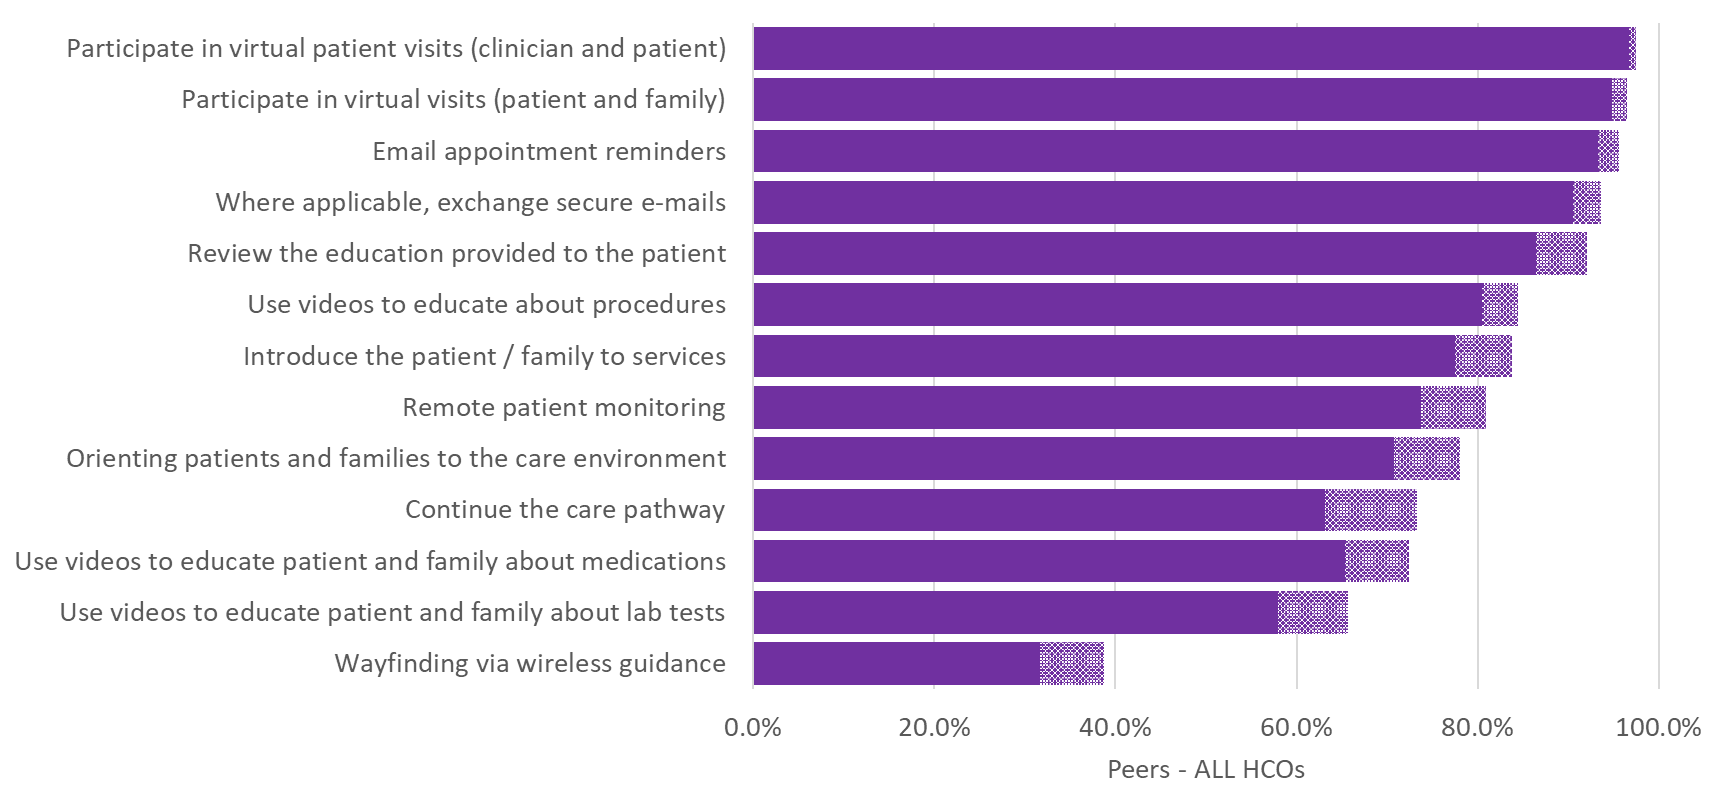 Participate in virtual patient visits (clinician and patient)
Participate in virtual visits (patient and family)
Email appointment reminders
Where applicable, exchange secure e-mails
Review the education provided to the patient
Use videos to educate about procedures
Introduce the patient / family to services
Remote patient monitoring
Orienting patients and families to the care environment
Continue the care pathway
Use videos to educate patient and family about medications
Use videos to educate patient and family about lab tests
Wayfinding via wireless guidance
0.0% 20.0% 40.0% 60.0% 80.0% 100.0%
Peers - ALL HCOs